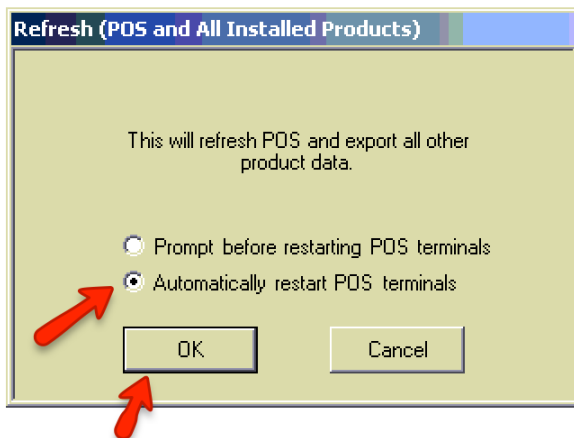 Refresh (POS and All Installed Products)
This will refresh POS and export all other
product data.
Prompt before restarting POS terminals
Automatically restart POS terminals
OK Cancel